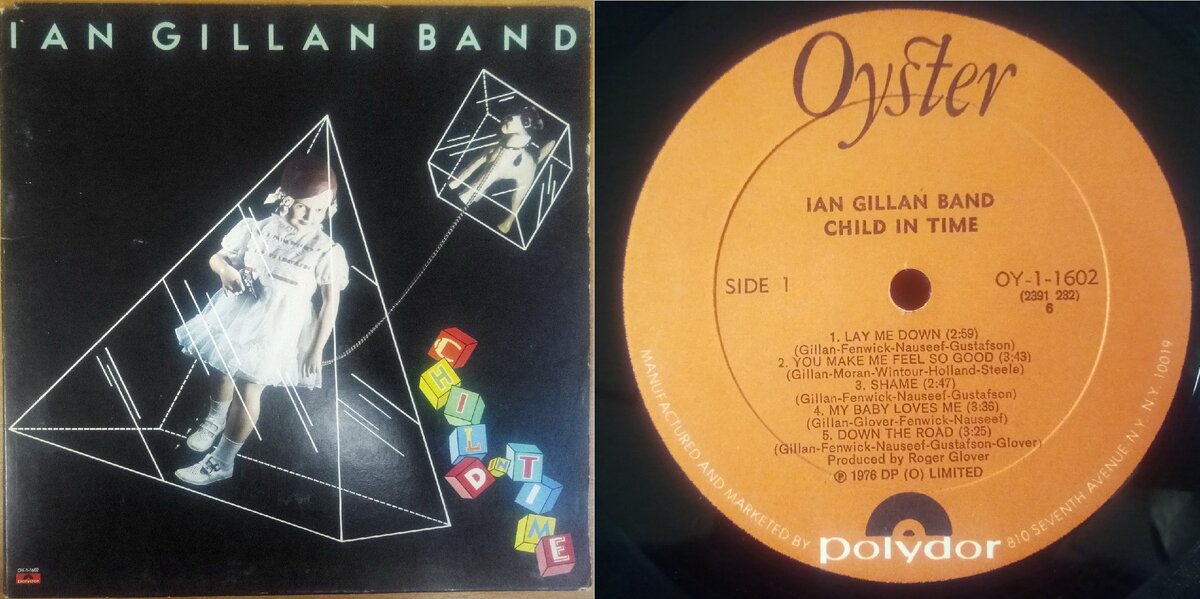 IAN GILLAN BAND
CHILD IN TIME
OY-1-1602
polydor
Oyster
IAN GILLAN BAND
CHILD IN TIME
SIDE 1
OY-1-1602
(2391 232)
6
1. LAY ME DOWN (2:59)
(Gillan-Fenwick-Nauseef-Gustafson)
2. YOU MAKE ME FEEL SO GOOD (3:43)
(Gillan-Moran-Wintour-Holland-Steele)
3. SHAME (2:47)
(Gillan-Fenwick-Nauseef-Gustafson)
4. MY BABY LOVES ME (3:36)
(Gillan-Glover-Fenwick-Nauseef)
5. DOWN THE ROAD (3:25)
(Gillan-Fenwick-Nauseef-Gustafson-Glover)
Produced by Roger Glover
℗ 1976 DP (O) LIMITED
MANUFACTURED AND MARKETED BY polydor 810 SEVENTH AVENUE, N.Y. N.Y. 10019